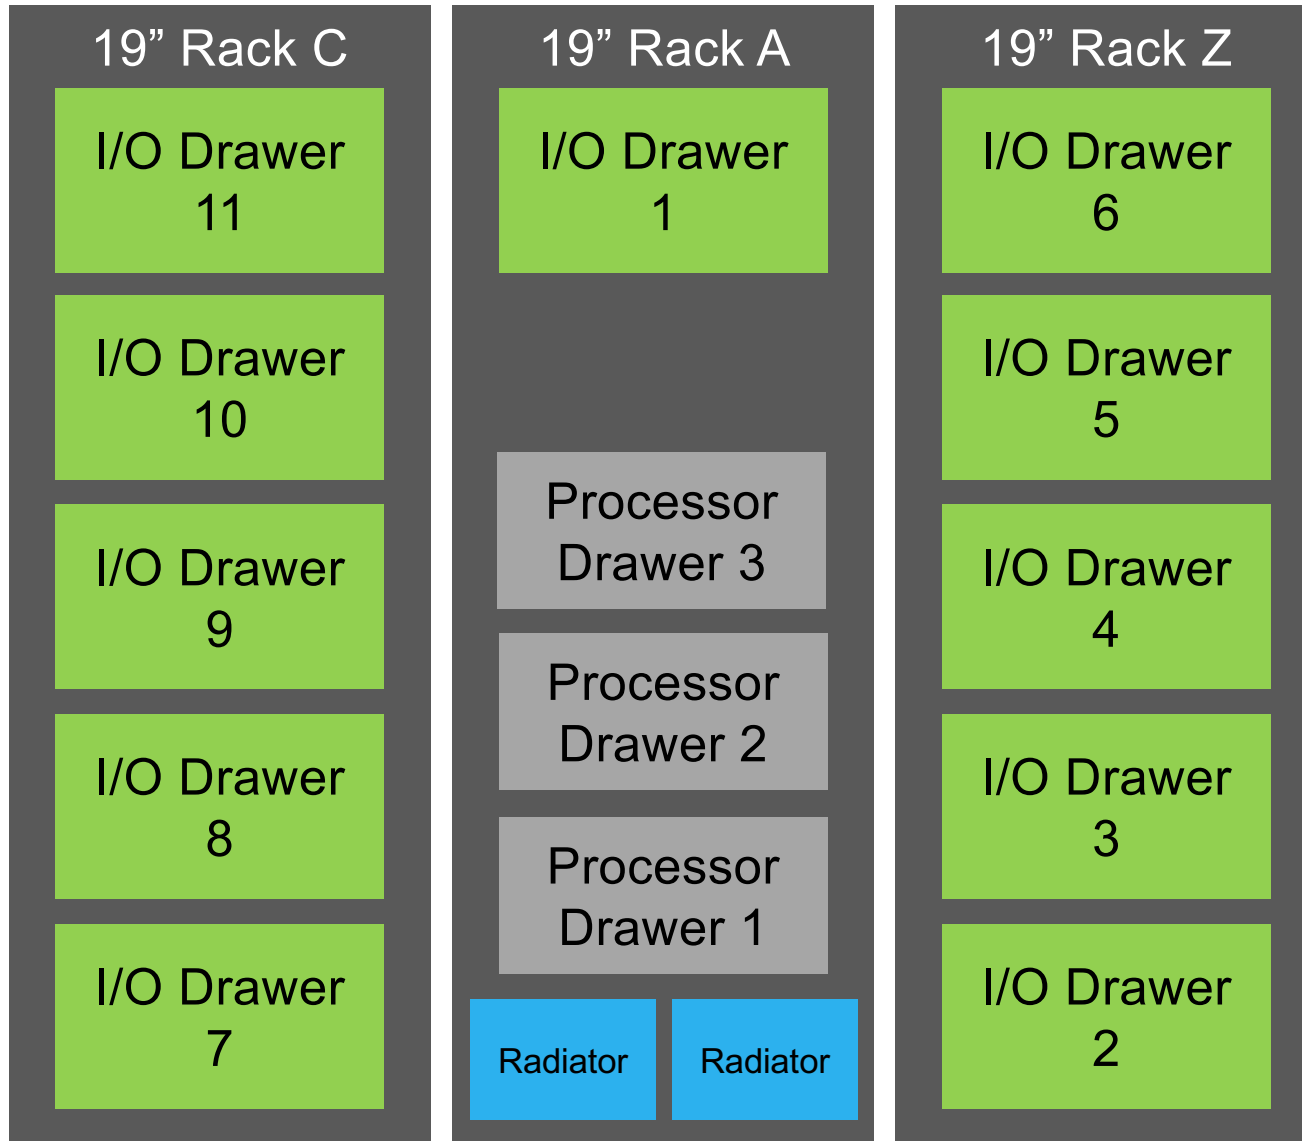 19” Rack C
I/O Drawer
11
I/O Drawer
10
I/O Drawer
9
I/O Drawer
8
I/O Drawer
7
19” Rack A
I/O Drawer
1
Processor
Drawer 3
Processor
Drawer 2
Processor
Drawer 1
Radiator
Radiator
19” Rack Z
I/O Drawer
6
I/O Drawer
5
I/O Drawer
4
I/O Drawer
3
I/O Drawer
2